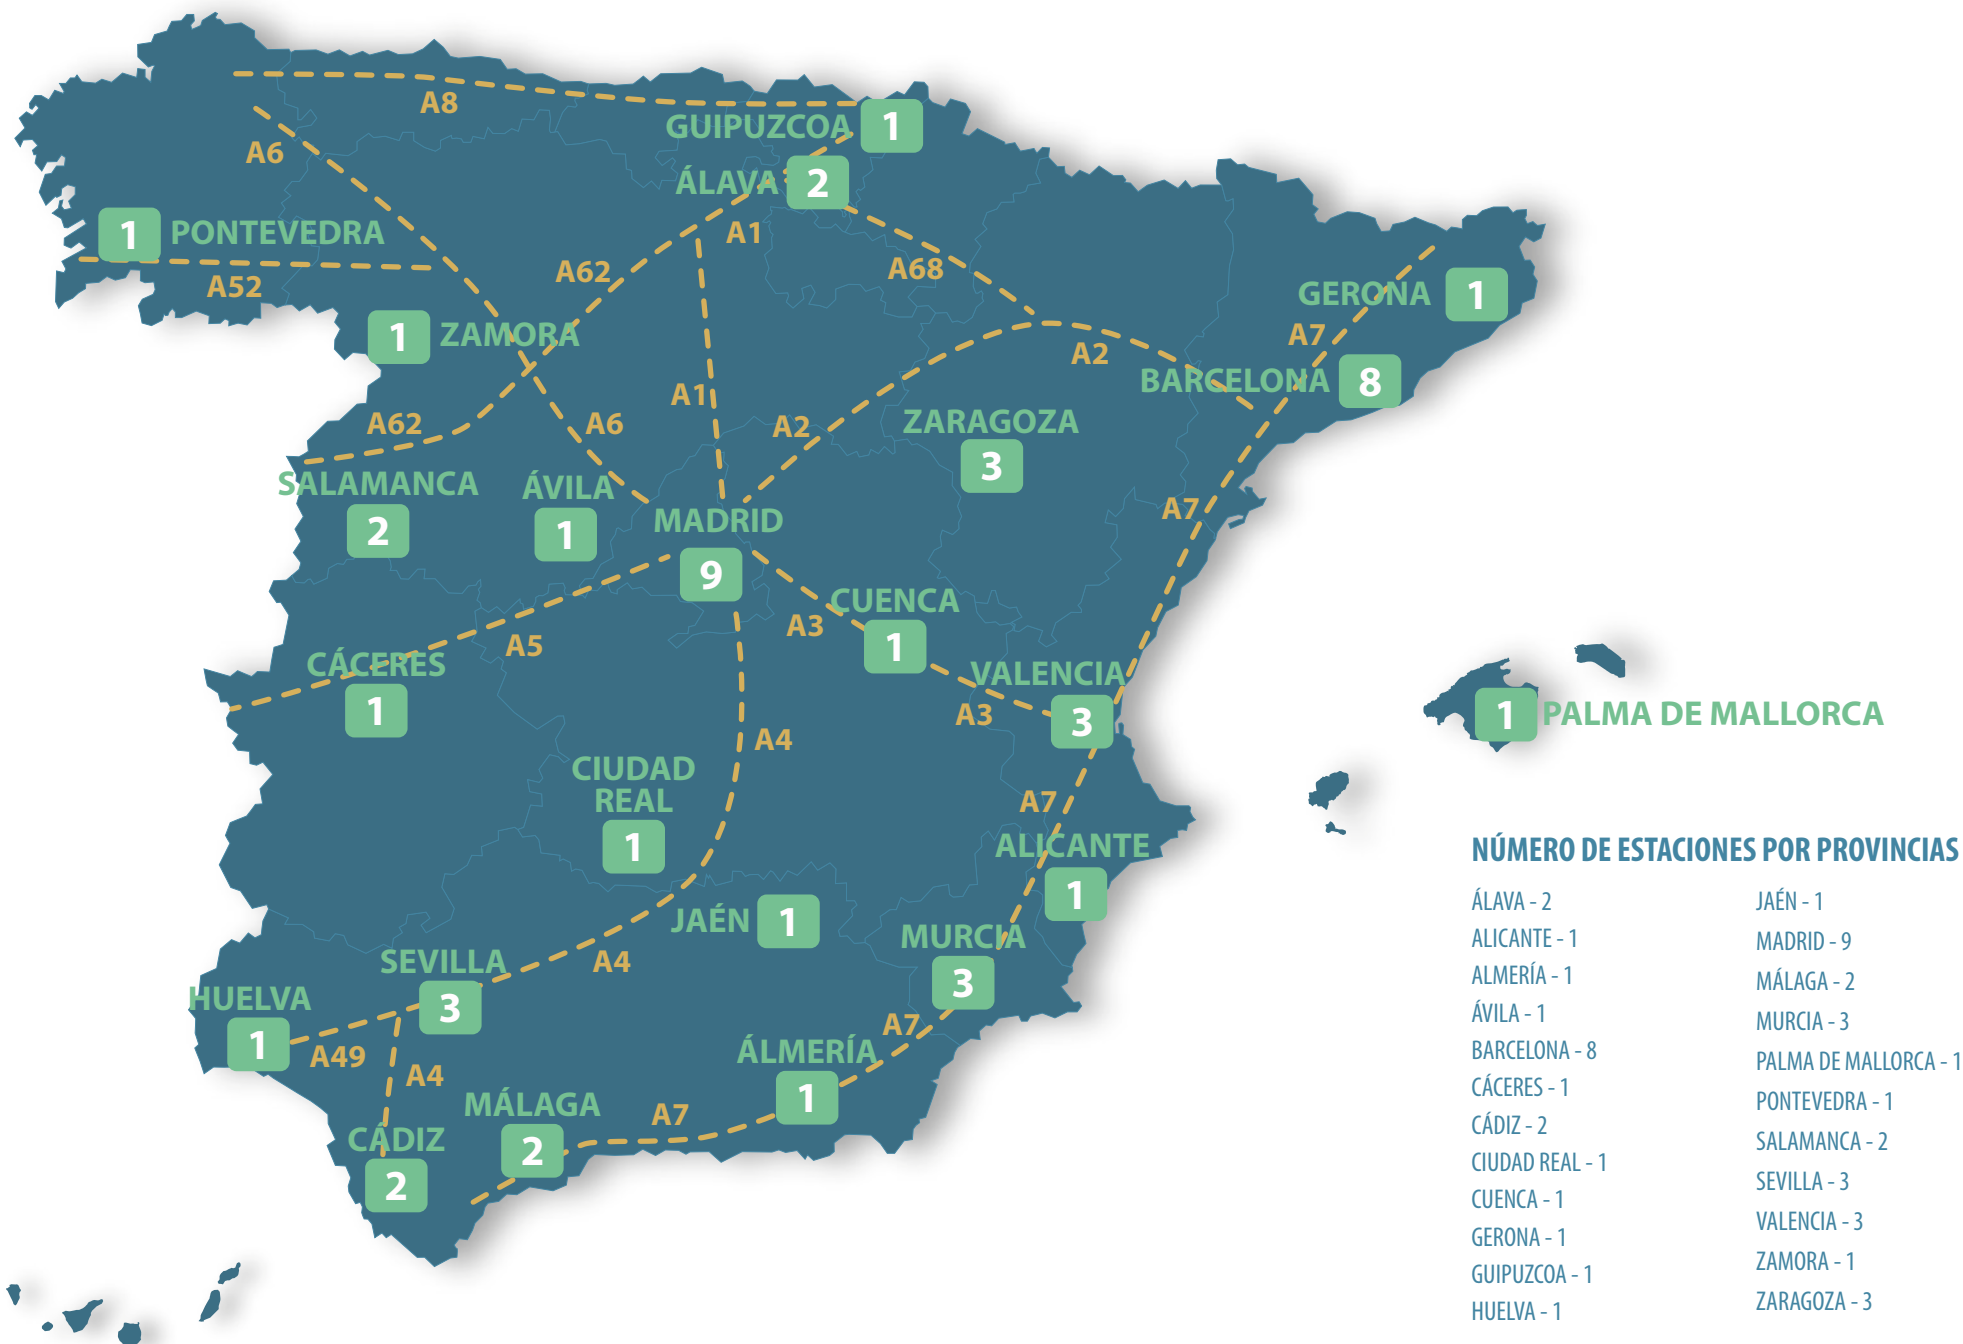 A8
GUIPUZCOA 1
A6
ÁLAVA 2
1 PONTEVEDRA
A1
A52
A62
A68
GERONA 1
1 ZAMORA
A7
A2
BARCELONA 8
A1
A62
A6
A2
ZARAGOZA
3
SALAMANCA
2
ÁVILA
1
A7
MADRID
9
CUENCA
1
A3
A5
CÁCERES
1
VALENCIA
3
A3
1 PALMA DE MALLORCA
A4
CIUDAD
REAL
1
A7
ALICANTE
1
JAÉN 1
MURCIA
3
SEVILLA
3
A4
HUELVA
1
A49
A4
A7
ÁLMERÍA
1
MÁLAGA
2
A7
CÁDIZ
2
NÚMERO DE ESTACIONES POR PROVINCIAS
ÁLAVA - 2
ALICANTE - 1
ALMERÍA - 1
ÁVILA - 1
BARCELONA - 8
CÁCERES - 1
CÁDIZ - 2
CIUDAD REAL - 1
CUENCA - 1
GERONA - 1
GUIPUZCOA - 1
HUELVA - 1
JAÉN - 1
MADRID - 9
MÁLAGA - 2
MURCIA - 3
PALMA DE MALLORCA - 1
PONTEVEDRA - 1
SALAMANCA - 2
SEVILLA - 3
VALENCIA - 3
ZAMORA - 1
ZARAGOZA - 3